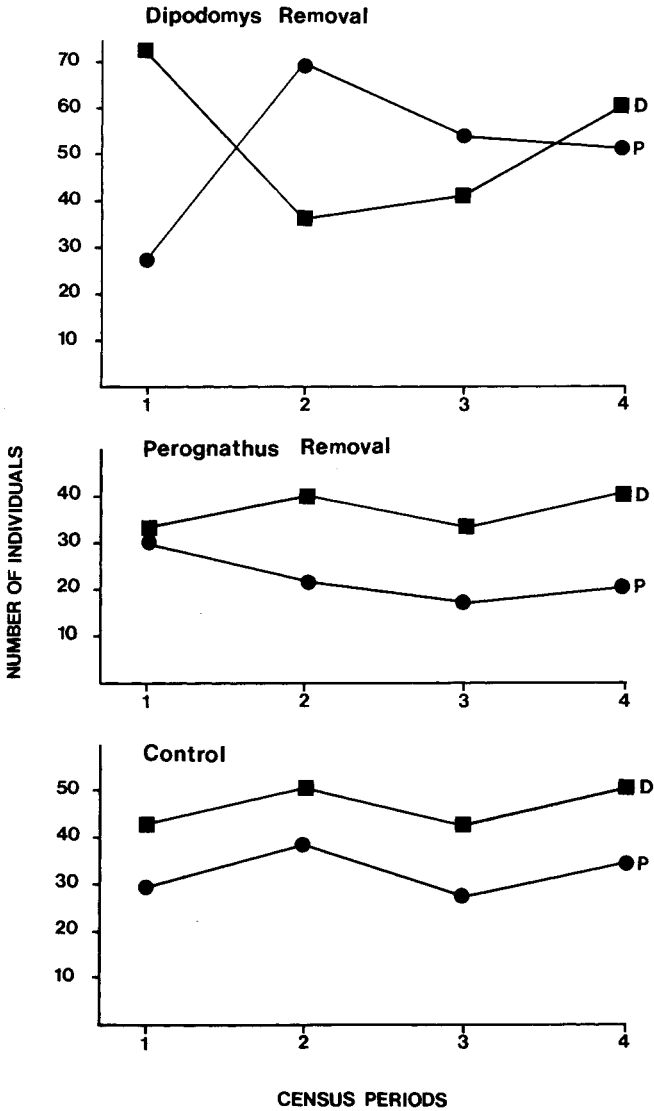 Dipodomys Removal
70
60
50
40
30
20
10
D
P
1 2 3 4
Perognathus Removal
40
30
20
10
D
P
1 2 3 4
NUMBER OF INDIVIDUALS
Control
50
40
30
20
10
D
P
1 2 3 4
CENSUS PERIODS